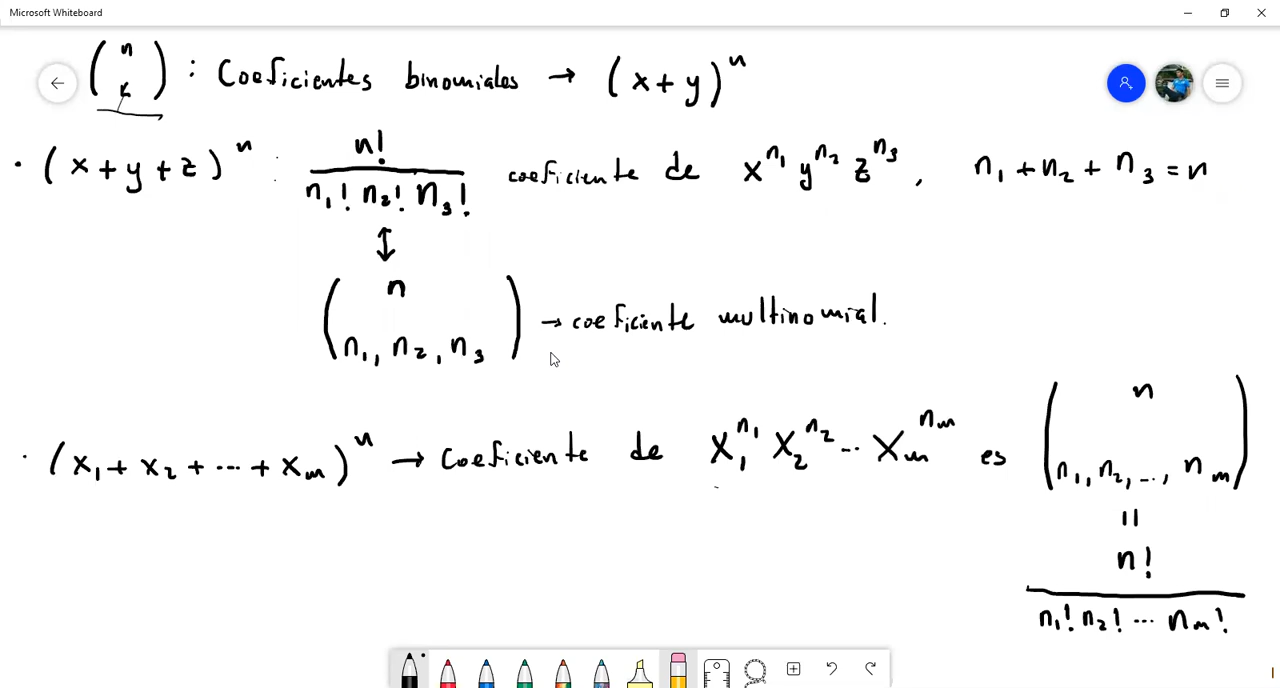 Microsoft Whiteboard
(n k) : Coeficientes binomiales → (x + y)^n
· (x + y + z)^n : n! / n₁! n₂! n₃! coeficiente de x^n₁ y^n₂ z^n₃, n₁ + n₂ + n₃ = n
↕
(n n₁, n₂, n₃) → coeficiente multinomial.
· (x₁ + x₂ + ··· + xₘ)^n → Coeficiente de x₁^n₁ x₂^n₂ ··· xₘ^nₘ es (n n₁, n₂, ..., nₘ)
=
n! / n₁! n₂! ··· nₘ!